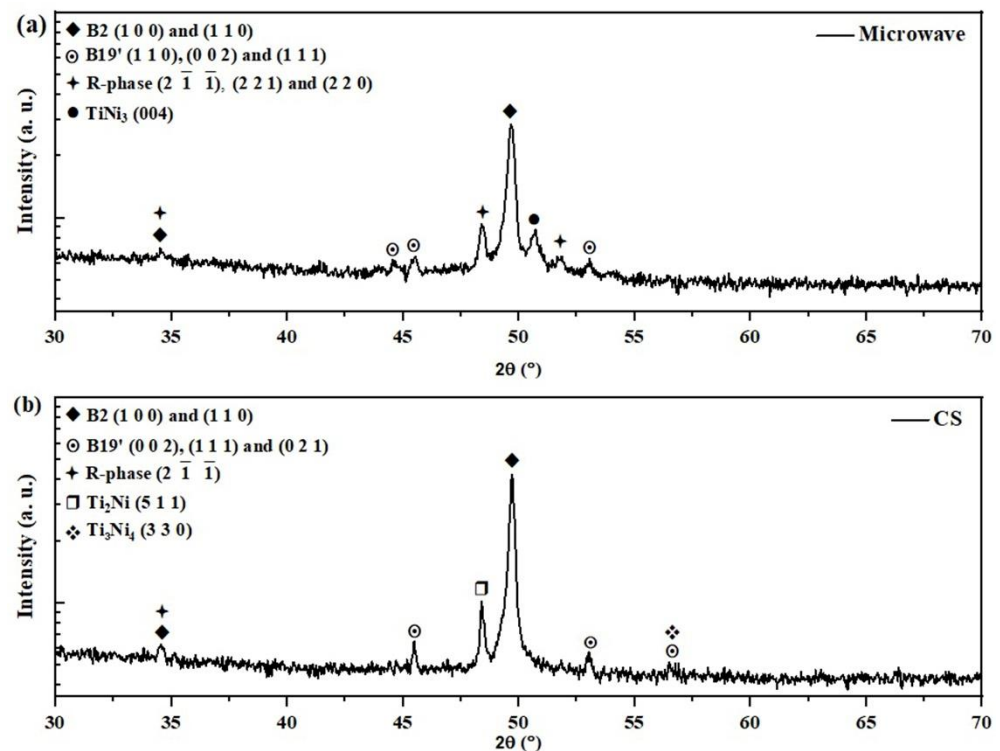 (a)
◆ B2 (1 0 0) and (1 1 0)
⊙ B19' (1 1 0), (0 0 2) and (1 1 1)
✦ R-phase (2 1̅ 1̅), (2 2 1) and (2 2 0)
● TiNi₃ (004)
Microwave
Intensity (a. u.)
30 35 40 45 50 55 60 65 70
2θ (°)
(b)
◆ B2 (1 0 0) and (1 1 0)
⊙ B19' (0 0 2), (1 1 1) and (0 2 1)
✦ R-phase (2 1̅ 1̅)
❒ Ti₂Ni (5 1 1)
❖ Ti₃Ni₄ (3 3 0)
CS
Intensity (a. u.)
30 35 40 45 50 55 60 65 70
2θ (°)